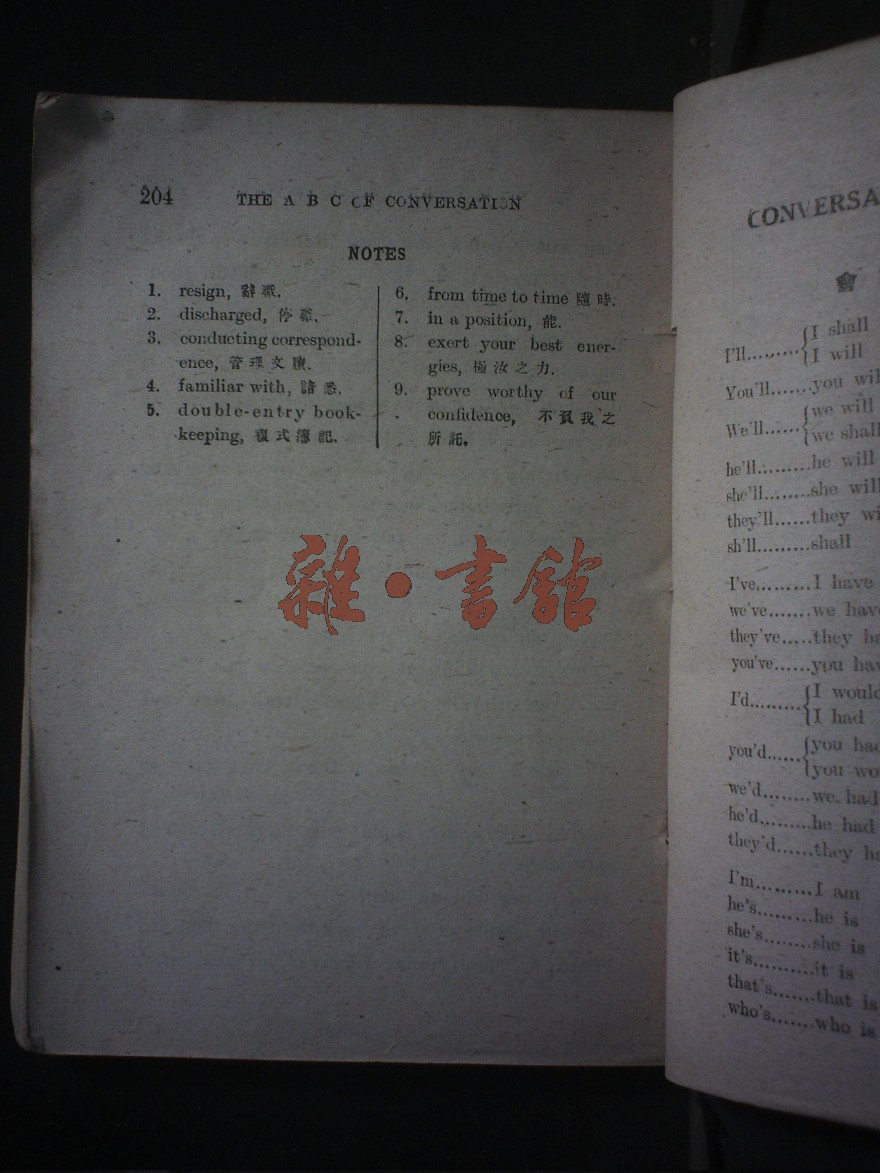 204 THE A B C OF CONVERSATION
NOTES
1. resign, 辭職.
2. discharged, 停職.
3. conducting correspond-
ence, 管理文牘.
4. familiar with, 諳悉.
5. double-entry book-
keeping, 複式簿記.
6. from time to time 隨時.
7. in a position, 能.
8. exert your best ener-
gies, 極汝之力.
9. prove worthy of our
confidence, 不負我之
所託.
雜·書館
CONVERSA
會
I'll.........{I shall
{I will
You'll.......you wil
We'll......{we will
{we shall
he'll.........he will
she'll........she will
they'll......they wi
sh'll.........shall
I've.........I have
we've.......we have
they've.....they ha
you've......you hav
I'd.........{I would
{I had
you'd......{you had
{you wo
we'd........we had
he'd.........he had
they'd......they ha
I'm.........I am
he's.........he is
she's........she is
it's..........it is
that's.......that is
who's.......who is